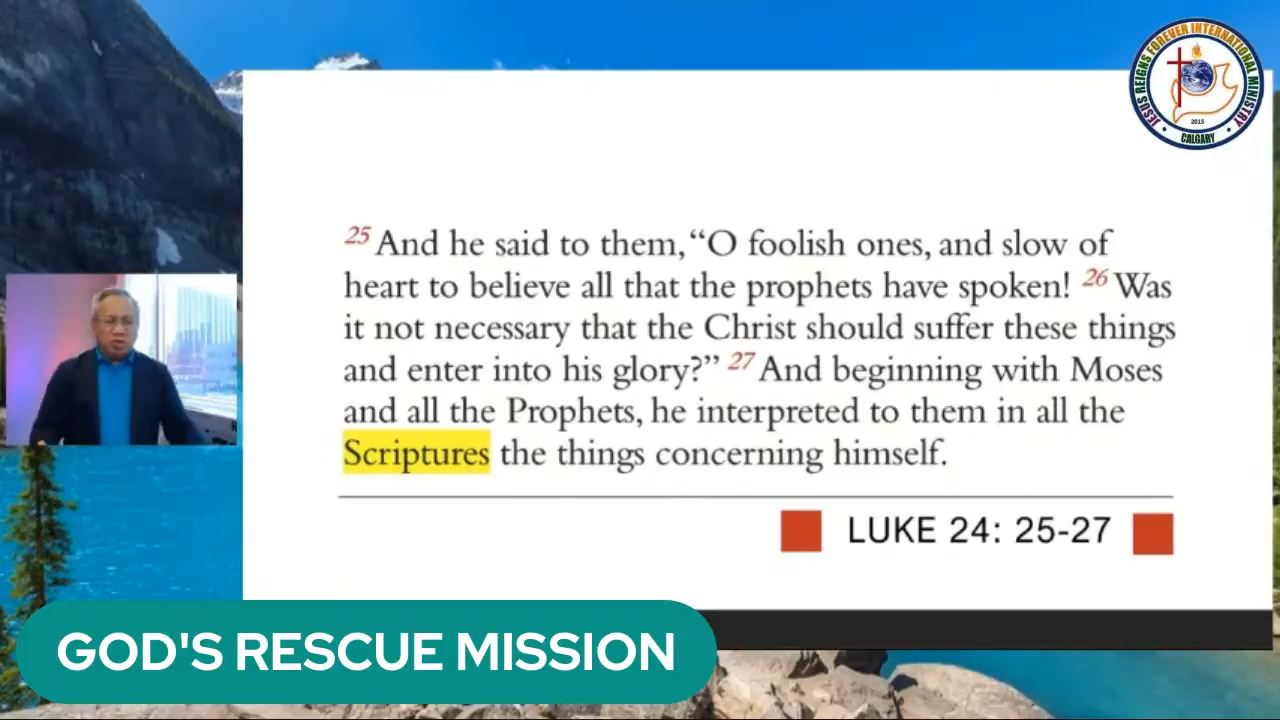 JESUS REIGNS FOREVER INTERNATIONAL MINISTRY
2015
CALGARY
25 And he said to them, “O foolish ones, and slow of
heart to believe all that the prophets have spoken! 26 Was
it not necessary that the Christ should suffer these things
and enter into his glory?” 27 And beginning with Moses
and all the Prophets, he interpreted to them in all the
Scriptures the things concerning himself.
LUKE 24: 25-27
GOD'S RESCUE MISSION